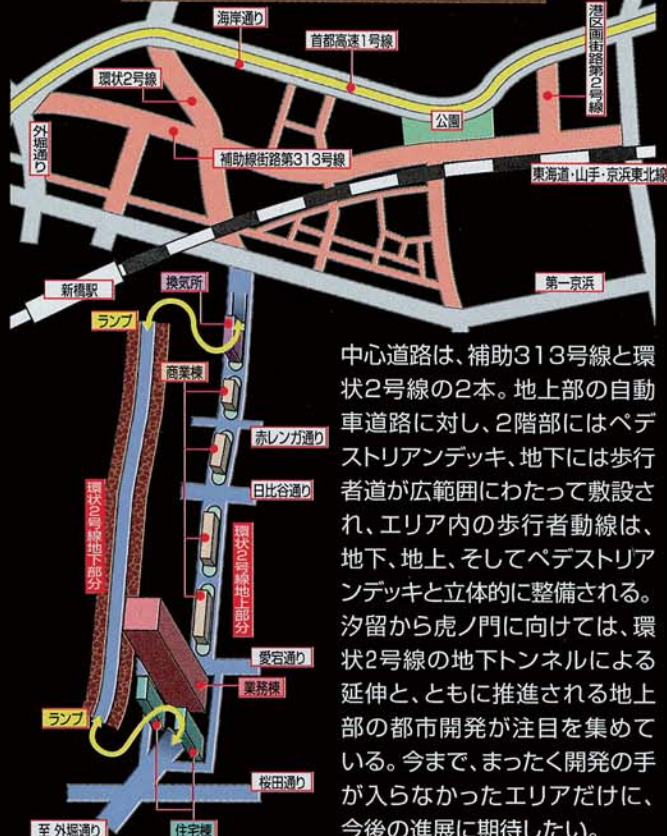 海岸通り
首都高速1号線
港区画街路第2号線
環状2号線
外堀通り
公園
補助線街路第313号線
東海道・山手・京浜東北線
新橋駅
換気所
第一京浜
ランプ
商業棟
赤レンガ通り
日比谷通り
環状2号線地下部分
環状2号線地上部分
愛宕通り
業務棟
ランプ
桜田通り
至 外堀通り
住宅棟
中心道路は、補助313号線と環
状2号線の2本。地上部の自動
車道路に対し、2階部にはペデ
ストリアンデッキ、地下には歩行
者道が広範囲にわたって敷設さ
れ、エリア内の歩行者動線は、
地下、地上、そしてペデストリア
ンデッキと立体的に整備される。
汐留から虎ノ門に向けては、環
状2号線の地下トンネルによる
延伸と、ともに推進される地上
部の都市開発が注目を集めて
いる。今まで、まったく開発の手
が入らなかったエリアだけに、
今後の進展に期待したい。